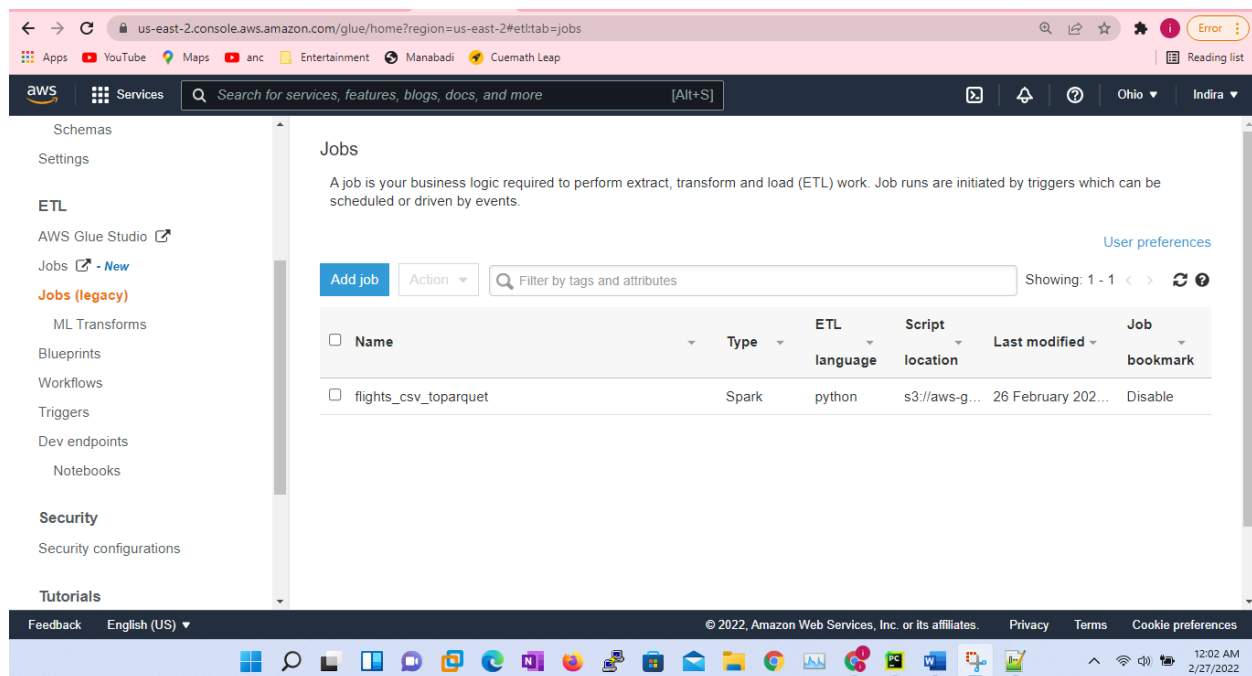 us-east-2.console.aws.amazon.com/glue/home?region=us-east-2#etl:tab=jobs
i
Error
Apps YouTube Maps anc Entertainment Manabadi Cuemath Leap Reading list
aws Services Search for services, features, blogs, docs, and more [Alt+S] Ohio Indira
Schemas
Settings
ETL
AWS Glue Studio
Jobs - New
Jobs (legacy)
ML Transforms
Blueprints
Workflows
Triggers
Dev endpoints
Notebooks
Security
Security configurations
Tutorials
Jobs
A job is your business logic required to perform extract, transform and load (ETL) work. Job runs are initiated by triggers which can be
scheduled or driven by events.
User preferences
Add job Action Filter by tags and attributes Showing: 1 - 1
Name Type ETL language Script location Last modified Job bookmark
flights_csv_toparquet Spark python s3://aws-g... 26 February 202... Disable
Feedback English (US) © 2022, Amazon Web Services, Inc. or its affiliates. Privacy Terms Cookie preferences
12:02 AM
2/27/2022